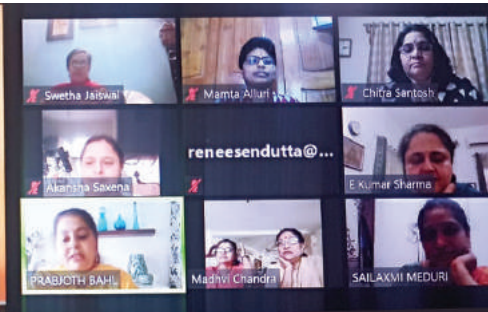 Swetha Jaiswal
Mamta Alluri
Chitra Santosh
Akansha Saxena
reneesendutta@...
E Kumar Sharma
PRABJOTH BAHL
Madhvi Chandra
SAILAXMI MEDURI